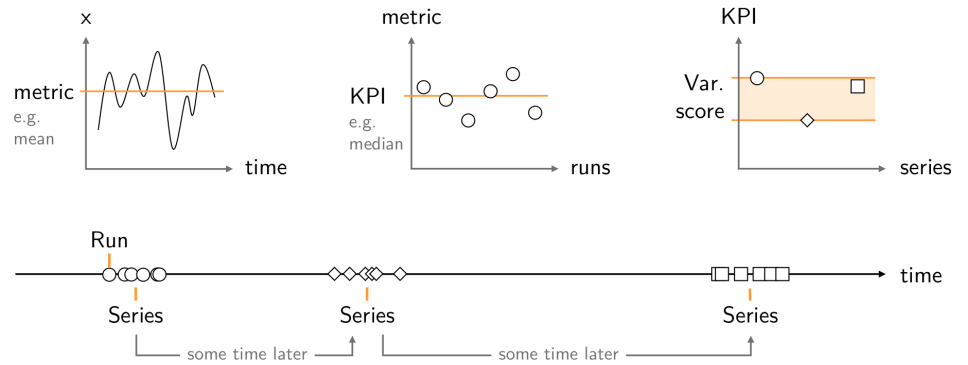 x
metric
e.g.
mean
time
metric
KPI
e.g.
median
runs
KPI
Var.
score
series
Run
time
Series
Series
Series
some time later
some time later